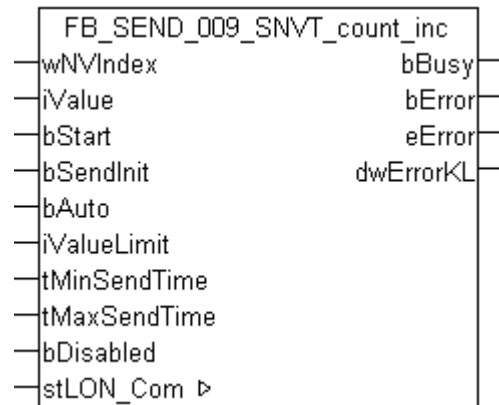 FB_SEND_009_SNVT_count_inc
wNVIndex bBusy
iValue bError
bStart eError
bSendInit dwErrorKL
bAuto
iValueLimit
tMinSendTime
tMaxSendTime
bDisabled
stLON_Com ▷